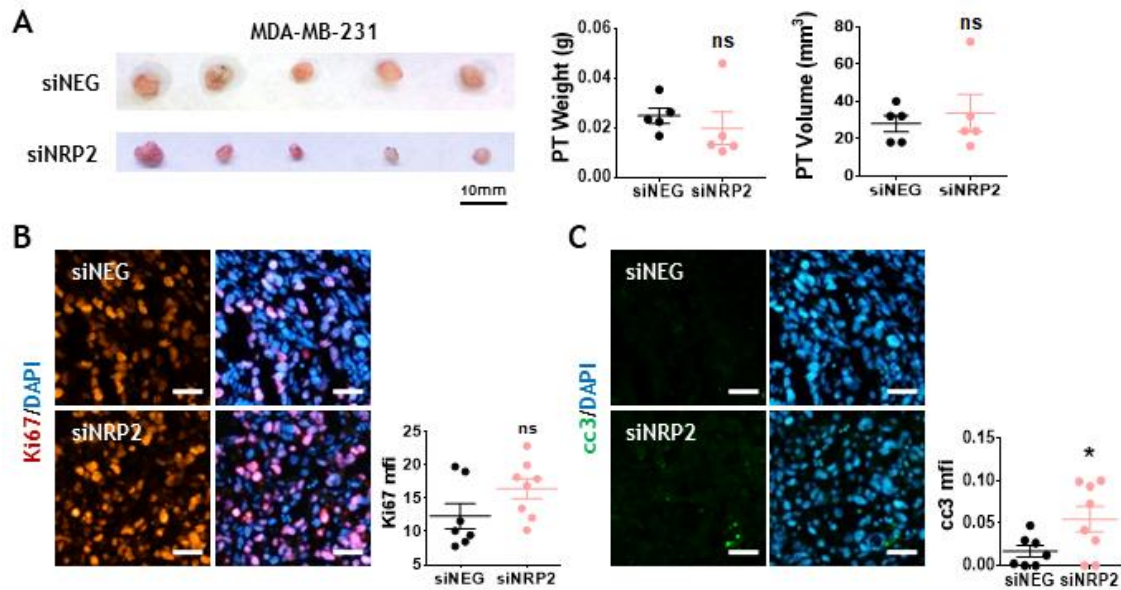 A
MDA-MB-231
siNEG
siNRP2
10mm
PT Weight (g)
0.06
0.04
0.02
0.00
ns
siNEG siNRP2
PT Volume (mm³)
80
60
40
20
0
ns
siNEG siNRP2
B
Ki67/DAPI
siNEG
siNRP2
Ki67 mfi
25
20
15
10
5
ns
siNEG siNRP2
C
cc3/DAPI
siNEG
siNRP2
cc3 mfi
0.15
0.10
0.05
0.00
*
siNEG siNRP2